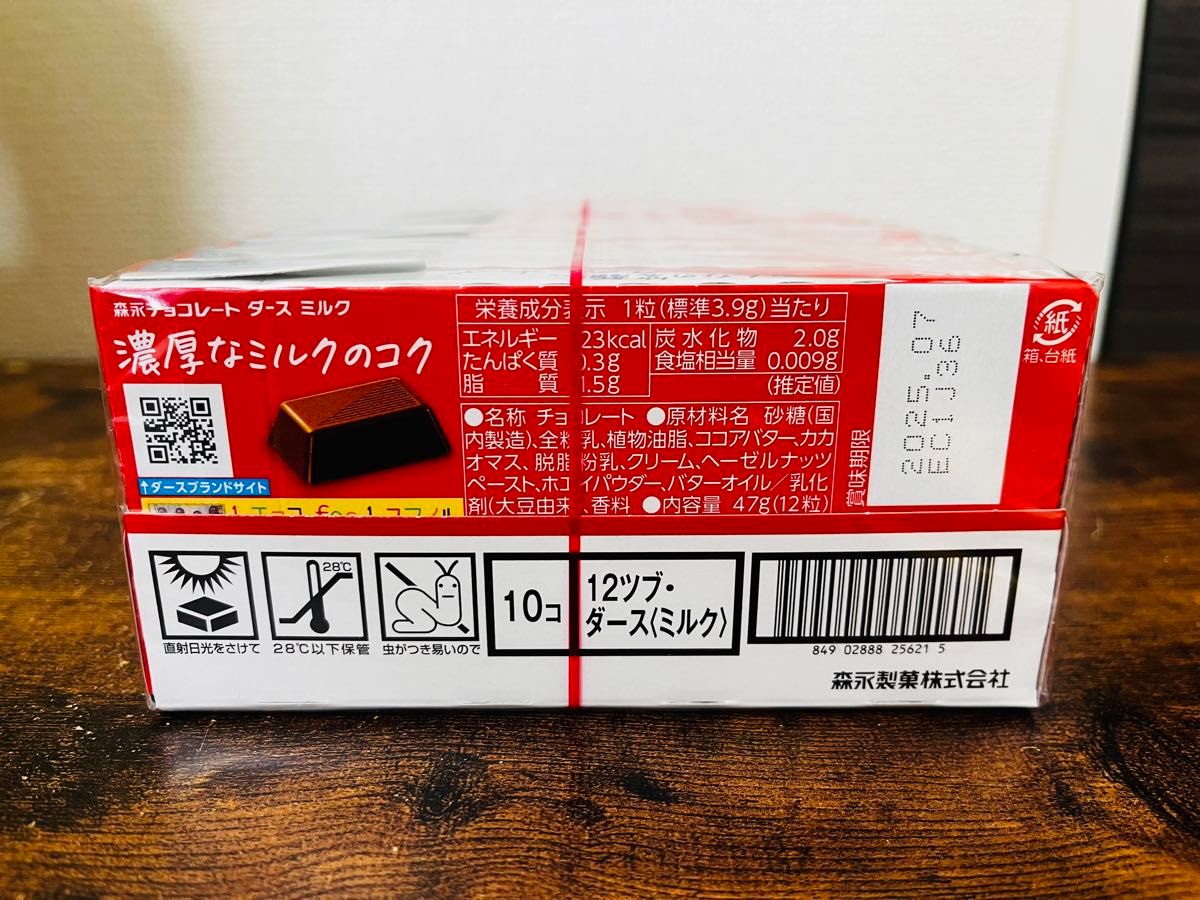 森永チョコレート ダース ミルク
濃厚なミルクのコク
↑ダースブランドサイト
栄養成分表示 1粒(標準3.9g)当たり
エネルギー 23kcal
たんぱく質 0.3g
脂質 1.5g
炭水化物 2.0g
食塩相当量 0.009g
(推定値)
●名称 チョコレート ●原材料名 砂糖(国
内製造)、全粉乳、植物油脂、ココアバター、カカ
オマス、脱脂粉乳、クリーム、ヘーゼルナッツ
ペースト、ホエイパウダー、バターオイル/乳化
剤(大豆由来)、香料 ●内容量 47g(12粒)
賞味期限
2025.07
EC1J36
紙
箱、台紙
28℃
直射日光をさけて
28℃以下保管
虫がつき易いので
10コ
12ツブ・
ダース〈ミルク〉
849 02888 25621 5
森永製菓株式会社